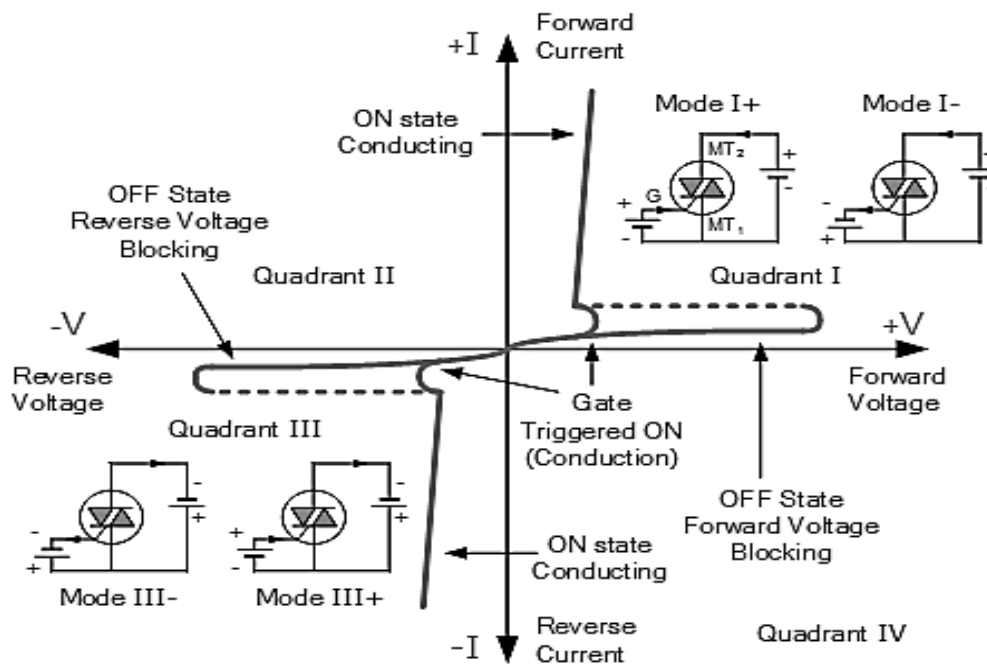 +I
Forward
Current
ON state
Conducting
Mode I+
Mode I-
MT₂
+
-
+
G
-
MT₁
-
-
+
OFF State
Reverse Voltage
Blocking
Quadrant II
Quadrant I
-V
+V
Reverse
Voltage
Forward
Voltage
Gate
Triggered ON
(Conduction)
Quadrant III
OFF State
Forward Voltage
Blocking
-
+
-
+
-
+
+
-
Mode III-
Mode III+
ON state
Conducting
-I
Reverse
Current
Quadrant IV